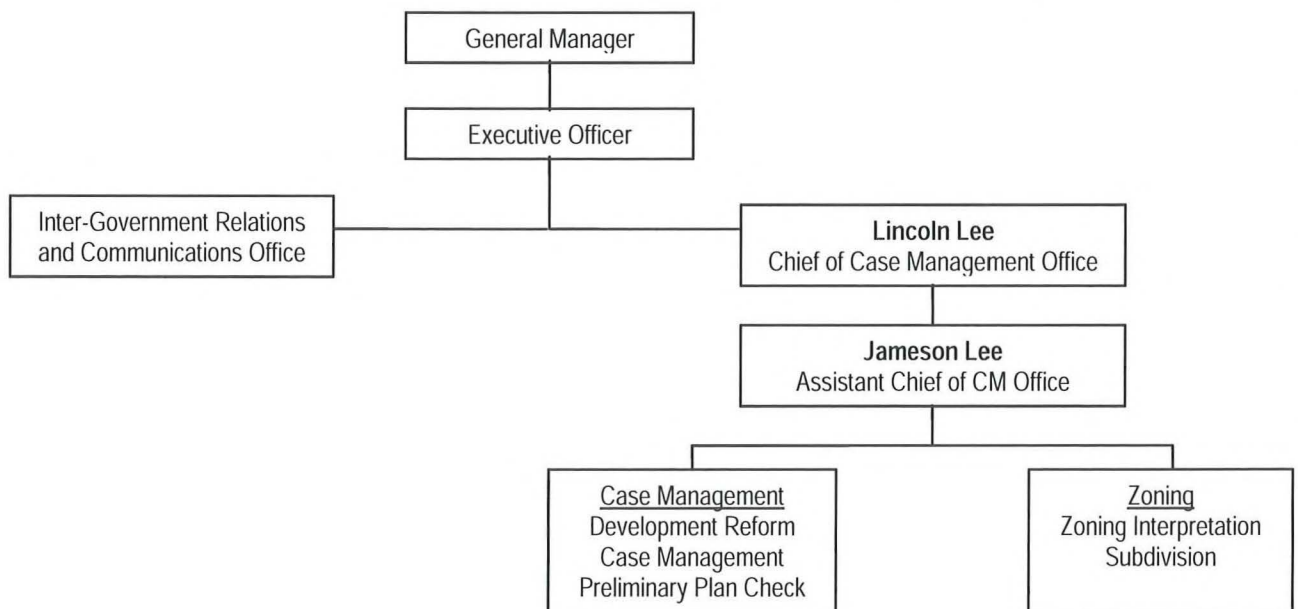 General Manager
Executive Officer
Inter-Government Relations
and Communications Office
Lincoln Lee
Chief of Case Management Office
Jameson Lee
Assistant Chief of CM Office
Case Management
Development Reform
Case Management
Preliminary Plan Check
Zoning
Zoning Interpretation
Subdivision